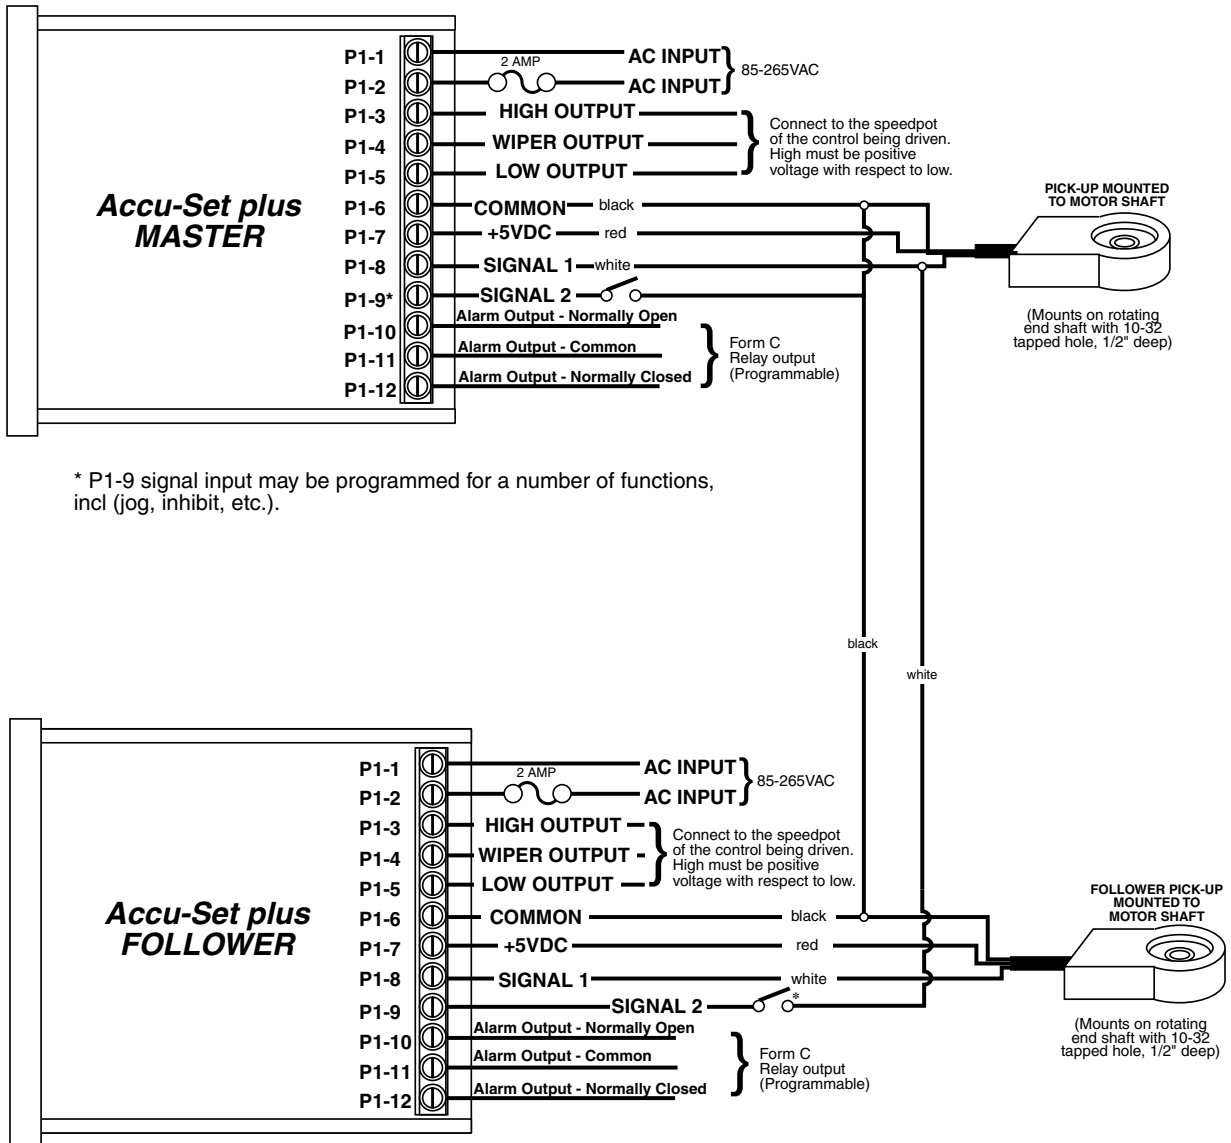 P1-1
AC INPUT
2 AMP
85-265VAC
P1-2
AC INPUT
P1-3
HIGH OUTPUT
P1-4
WIPER OUTPUT
P1-5
LOW OUTPUT
Connect to the speedpot
of the control being driven.
High must be positive
voltage with respect to low.
Accu-Set plus
MASTER
P1-6
COMMON
black
P1-7
+5VDC
red
P1-8
SIGNAL 1
white
P1-9*
SIGNAL 2
PICK-UP MOUNTED
TO MOTOR SHAFT
(Mounts on rotating
end shaft with 10-32
tapped hole, 1/2" deep)
P1-10
Alarm Output - Normally Open
P1-11
Alarm Output - Common
P1-12
Alarm Output - Normally Closed
Form C
Relay output
(Programmable)
* P1-9 signal input may be programmed for a number of functions,
incl (jog, inhibit, etc.).
black
white
P1-1
AC INPUT
2 AMP
85-265VAC
P1-2
AC INPUT
P1-3
HIGH OUTPUT
P1-4
WIPER OUTPUT
P1-5
LOW OUTPUT
Connect to the speedpot
of the control being driven.
High must be positive
voltage with respect to low.
Accu-Set plus
FOLLOWER
P1-6
COMMON
black
P1-7
+5VDC
red
P1-8
SIGNAL 1
white
P1-9
SIGNAL 2
*
FOLLOWER PICK-UP
MOUNTED TO
MOTOR SHAFT
(Mounts on rotating
end shaft with 10-32
tapped hole, 1/2" deep)
P1-10
Alarm Output - Normally Open
P1-11
Alarm Output - Common
P1-12
Alarm Output - Normally Closed
Form C
Relay output
(Programmable)